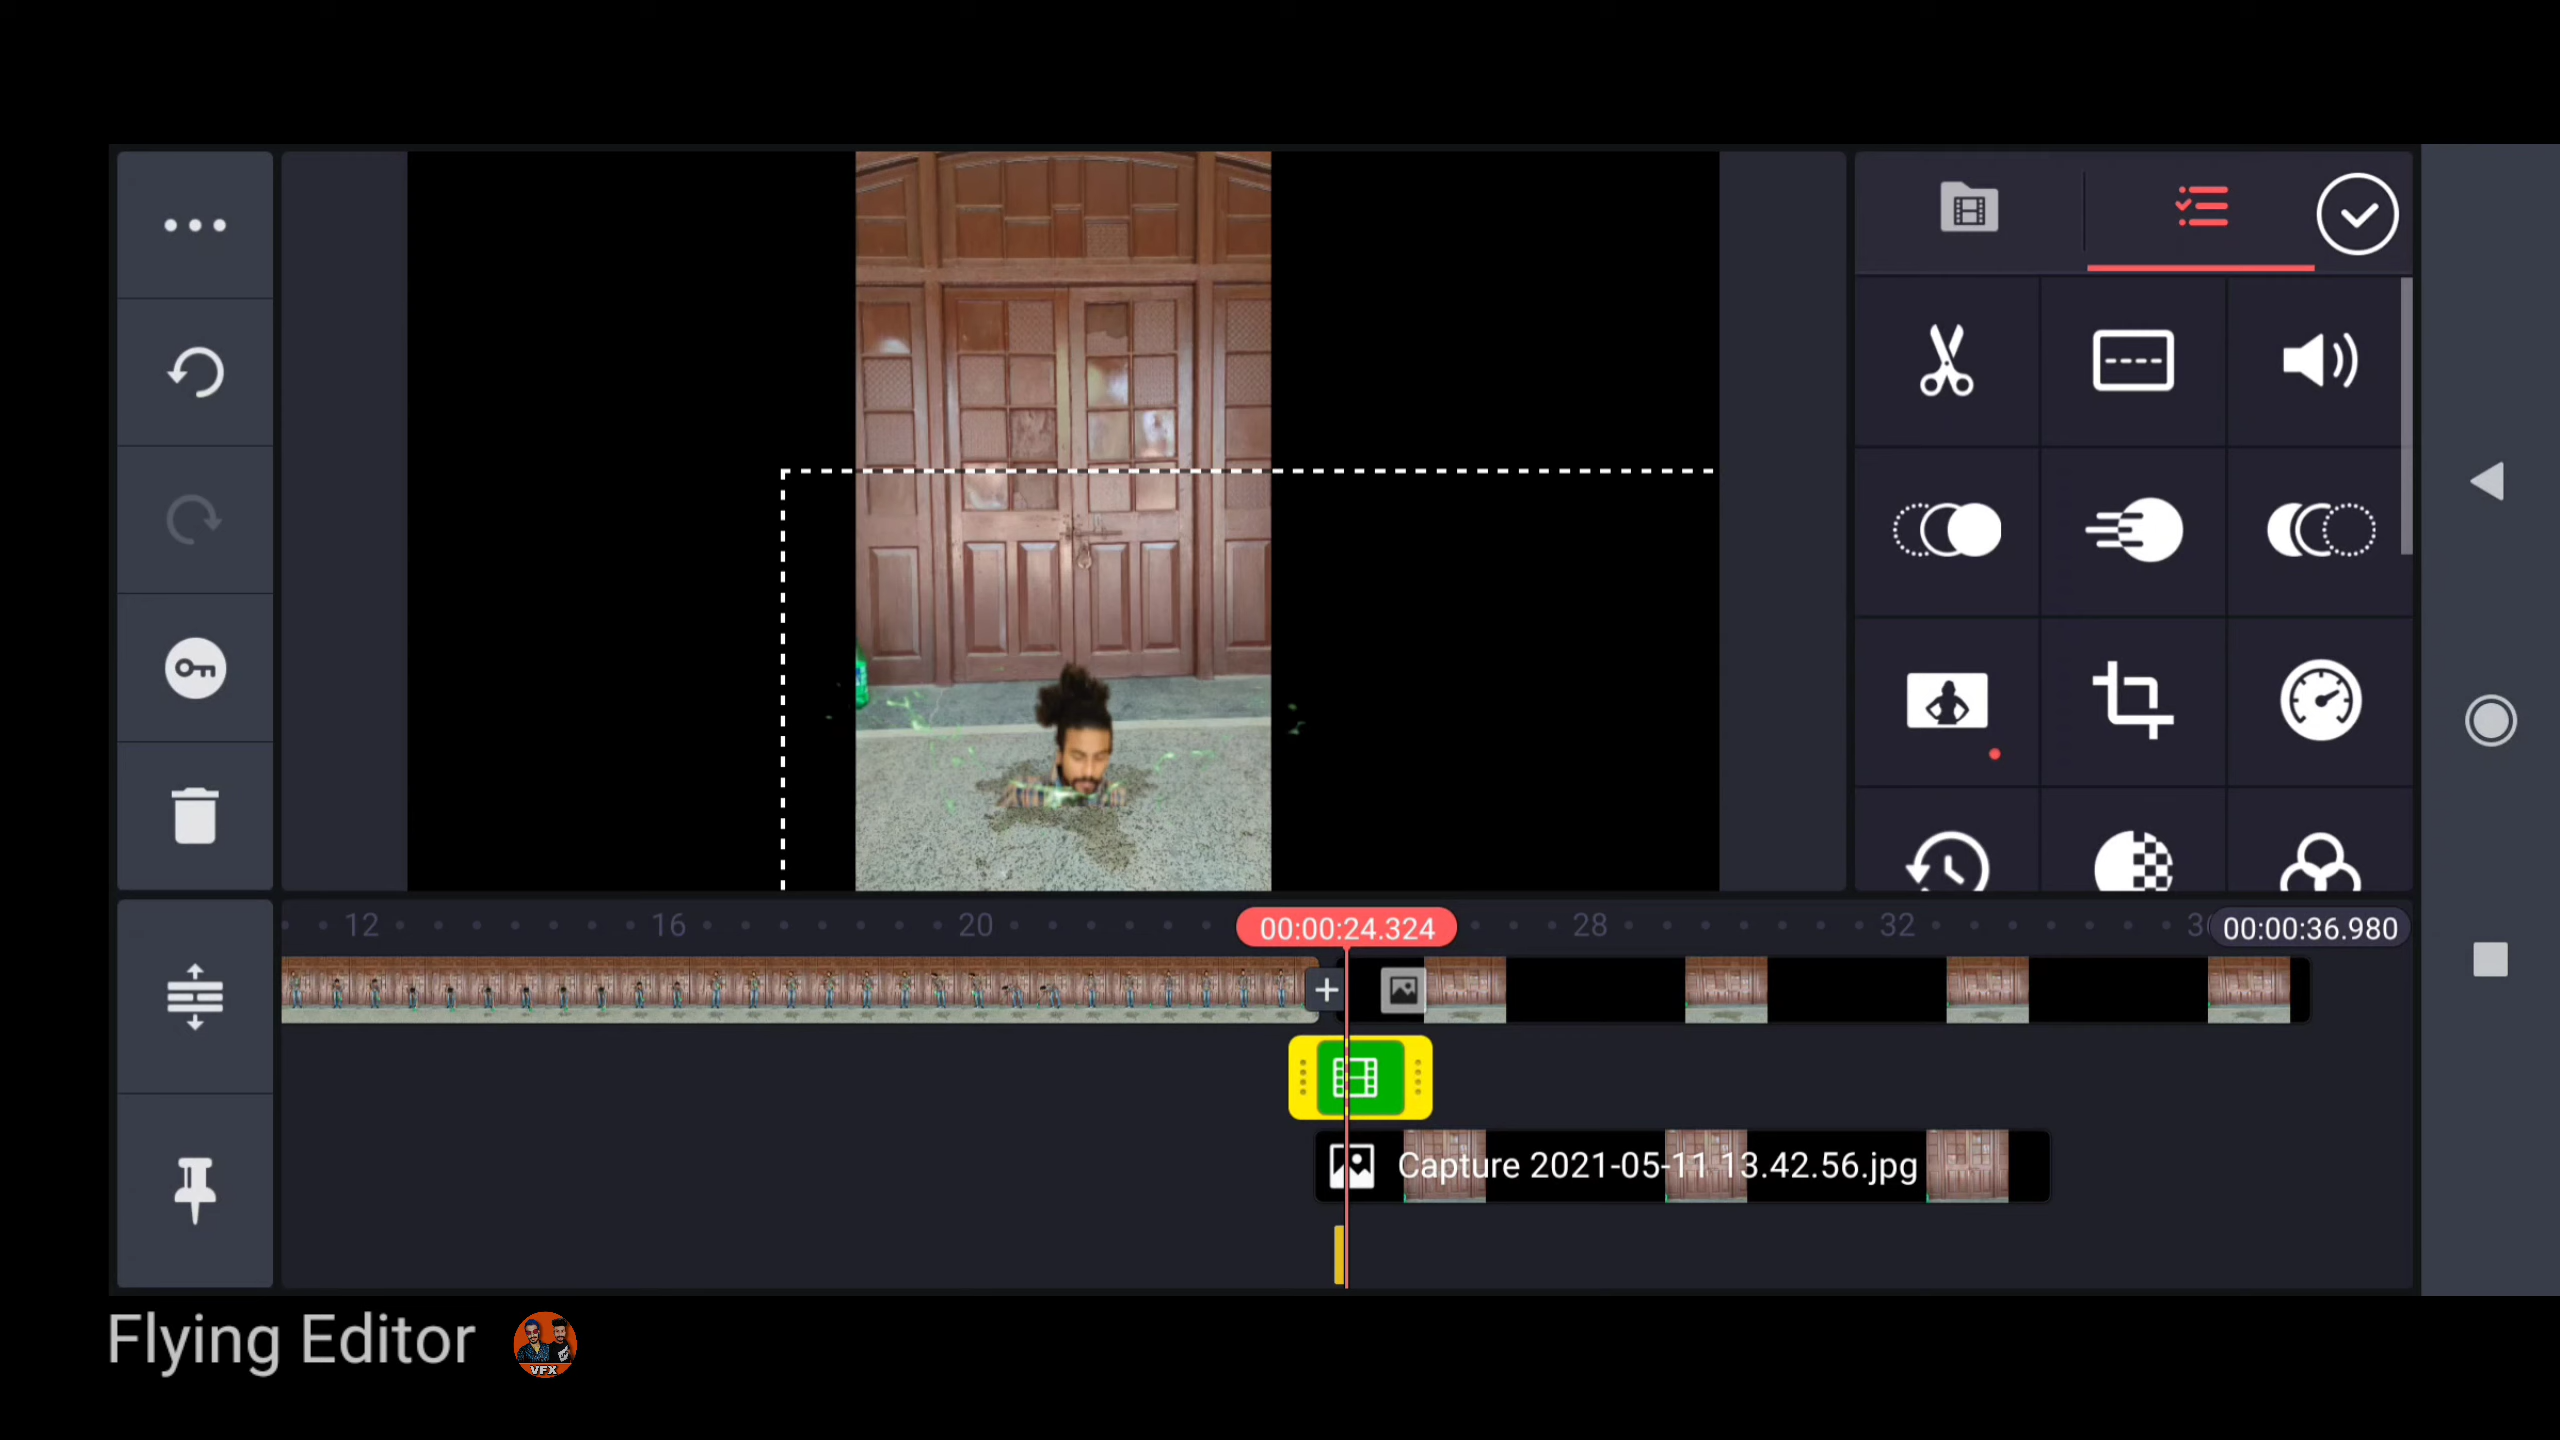 12
16
20
00:00:24.324
28
32
00:00:36.980
Capture 2021-05-11 13.42.56.jpg
Flying Editor
VFX